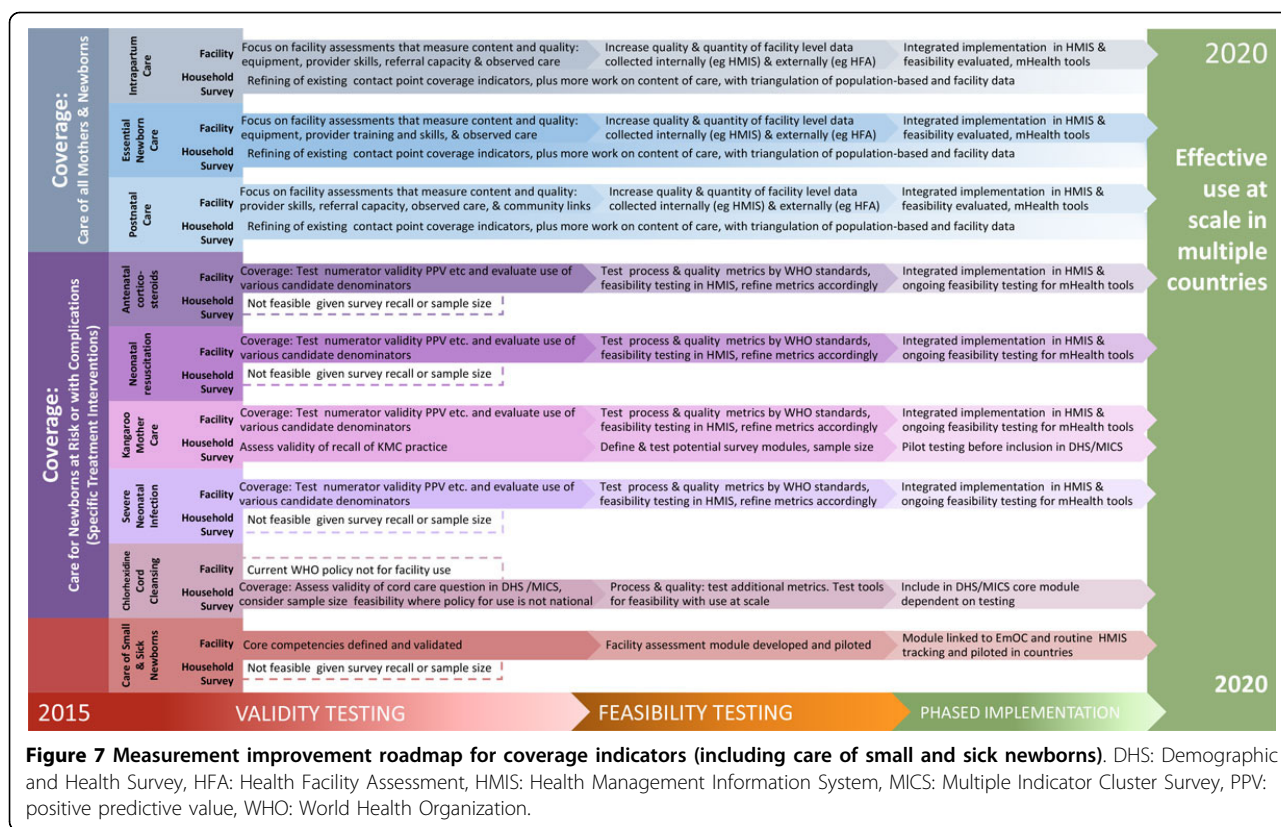 Coverage:
Care of all Mothers & Newborns
Intrapartum
Care
Facility
Focus on facility assessments that measure content and quality:
equipment, provider skills, referral capacity & observed care
Increase quality & quantity of facility level data
collected internally (eg HMIS) & externally (eg HFA)
Integrated implementation in HMIS &
feasibility evaluated, mHealth tools
Household
Survey
Refining of existing contact point coverage indicators, plus more work on content of care, with triangulation of population-based and facility data
Essential
Newborn
Care
Facility
Focus on facility assessments that measure content and quality:
equipment, provider training and skills, & observed care
Increase quality & quantity of facility level data
collected internally (eg HMIS) & externally (eg HFA)
Integrated implementation in HMIS &
feasibility evaluated, mHealth tools
Household
Survey
Refining of existing contact point coverage indicators, plus more work on content of care, with triangulation of population-based and facility data
Postnatal
Care
Facility
Focus on facility assessments that measure content and quality:
provider skills, referral capacity, observed care, & community links
Increase quality & quantity of facility level data
collected internally (eg HMIS) & externally (eg HFA)
Integrated implementation in HMIS &
feasibility evaluated, mHealth tools
Household
Survey
Refining of existing contact point coverage indicators, plus more work on content of care, with triangulation of population-based and facility data
Coverage:
Care for Newborns at Risk or with Complications
(Specific Treatment Interventions)
Antenatal
cortico-
steroids
Facility
Coverage: Test numerator validity PPV etc and evaluate use of
various candidate denominators
Test process & quality metrics by WHO standards,
feasibility testing in HMIS, refine metrics accordingly
Integrated implementation in HMIS &
ongoing feasibility testing for mHealth tools
Household
Survey
Not feasible given survey recall or sample size
Neonatal
resuscitation
Facility
Coverage: Test numerator validity PPV etc. and evaluate use of
various candidate denominators
Test process & quality metrics by WHO standards,
feasibility testing in HMIS, refine metrics accordingly
Integrated implementation in HMIS &
ongoing feasibility testing for mHealth tools
Household
Survey
Not feasible given survey recall or sample size
Kangaroo
Mother
Care
Facility
Coverage: Test numerator validity PPV etc. and evaluate use of
various candidate denominators
Test process & quality metrics by WHO standards,
feasibility testing in HMIS, refine metrics accordingly
Integrated implementation in HMIS &
ongoing feasibility testing for mHealth tools
Household
Survey
Assess validity of recall of KMC practice
Define & test potential survey modules, sample size
Pilot testing before inclusion in DHS/MICS
Severe
Neonatal
Infection
Facility
Coverage: Test numerator validity PPV etc. and evaluate use of
various candidate denominators
Test process & quality metrics by WHO standards,
feasibility testing in HMIS, refine metrics accordingly
Integrated implementation in HMIS &
ongoing feasibility testing for mHealth tools
Household
Survey
Not feasible given survey recall or sample size
Chlorhexidine
Cord
Cleansing
Facility
Current WHO policy not for facility use
Household
Survey
Coverage: Assess validity of cord care question in DHS /MICS,
consider sample size feasibility where policy for use is not national
Process & quality: test additional metrics. Test tools
for feasibility with use at scale
Include in DHS/MICS core module
dependent on testing
Care of Small
& Sick
Newborns
Facility
Core competencies defined and validated
Facility assessment module developed and piloted
Module linked to EmOC and routine HMIS
tracking and piloted in countries
Household
Survey
Not feasible given survey recall or sample size
2020
Effective
use at
scale in
multiple
countries
2020
2015
VALIDITY TESTING
FEASIBILITY TESTING
PHASED IMPLEMENTATION
Figure 7 Measurement improvement roadmap for coverage indicators (including care of small and sick newborns). DHS: Demographic
and Health Survey, HFA: Health Facility Assessment, HMIS: Health Management Information System, MICS: Multiple Indicator Cluster Survey, PPV:
positive predictive value, WHO: World Health Organization.